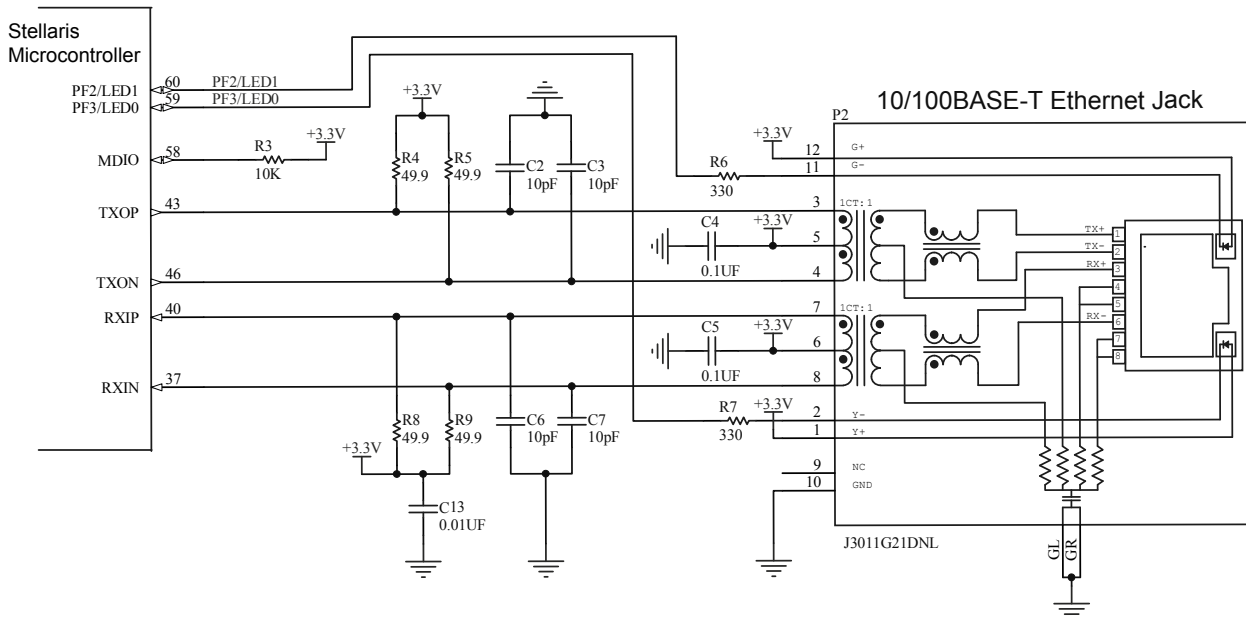 Stellaris
Microcontroller
PF2/LED1
60
PF2/LED1
PF3/LED0
59
PF3/LED0
MDIO
58
R3
10K
+3.3V
TXOP
43
TXON
46
RXIP
40
RXIN
37
+3.3V
R4
49.9
R5
49.9
C2
10pF
C3
10pF
R6
330
+3.3V
C4
0.1UF
+3.3V
C5
0.1UF
+3.3V
R7
330
+3.3V
R8
49.9
R9
49.9
C6
10pF
C7
10pF
+3.3V
C13
0.01UF
10/100BASE-T Ethernet Jack
P2
12
G+
11
G-
3
1CT:1
5
4
7
1CT:1
6
8
2
Y-
1
Y+
9
NC
10
GND
TX+
1
TX-
2
RX+
3
4
5
RX-
6
7
8
J3011G21DNL
GL
GR